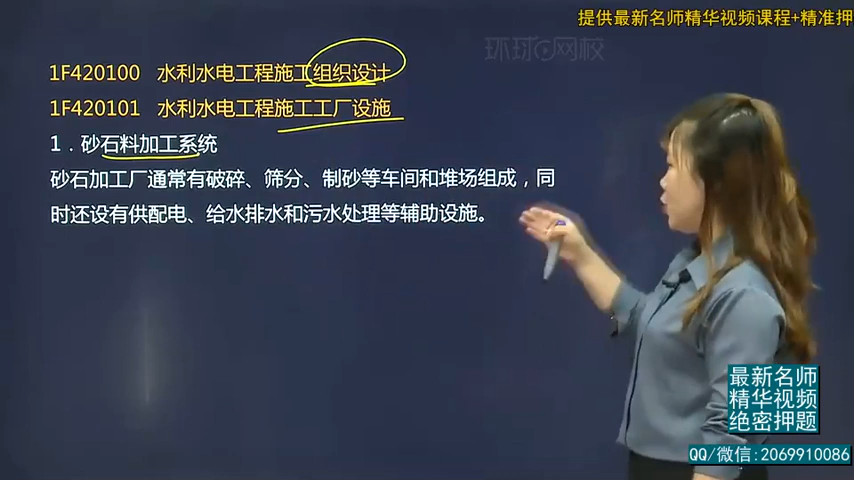 提供最新名师精华视频课程+精准押
环球网校
1F420100 水利水电工程施工组织设计
1F420101 水利水电工程施工工厂设施
1．砂石料加工系统
砂石加工厂通常有破碎、筛分、制砂等车间和堆场组成，同
时还设有供配电、给水排水和污水处理等辅助设施。
最新名师
精华视频
绝密押题
QQ/微信:2069910086